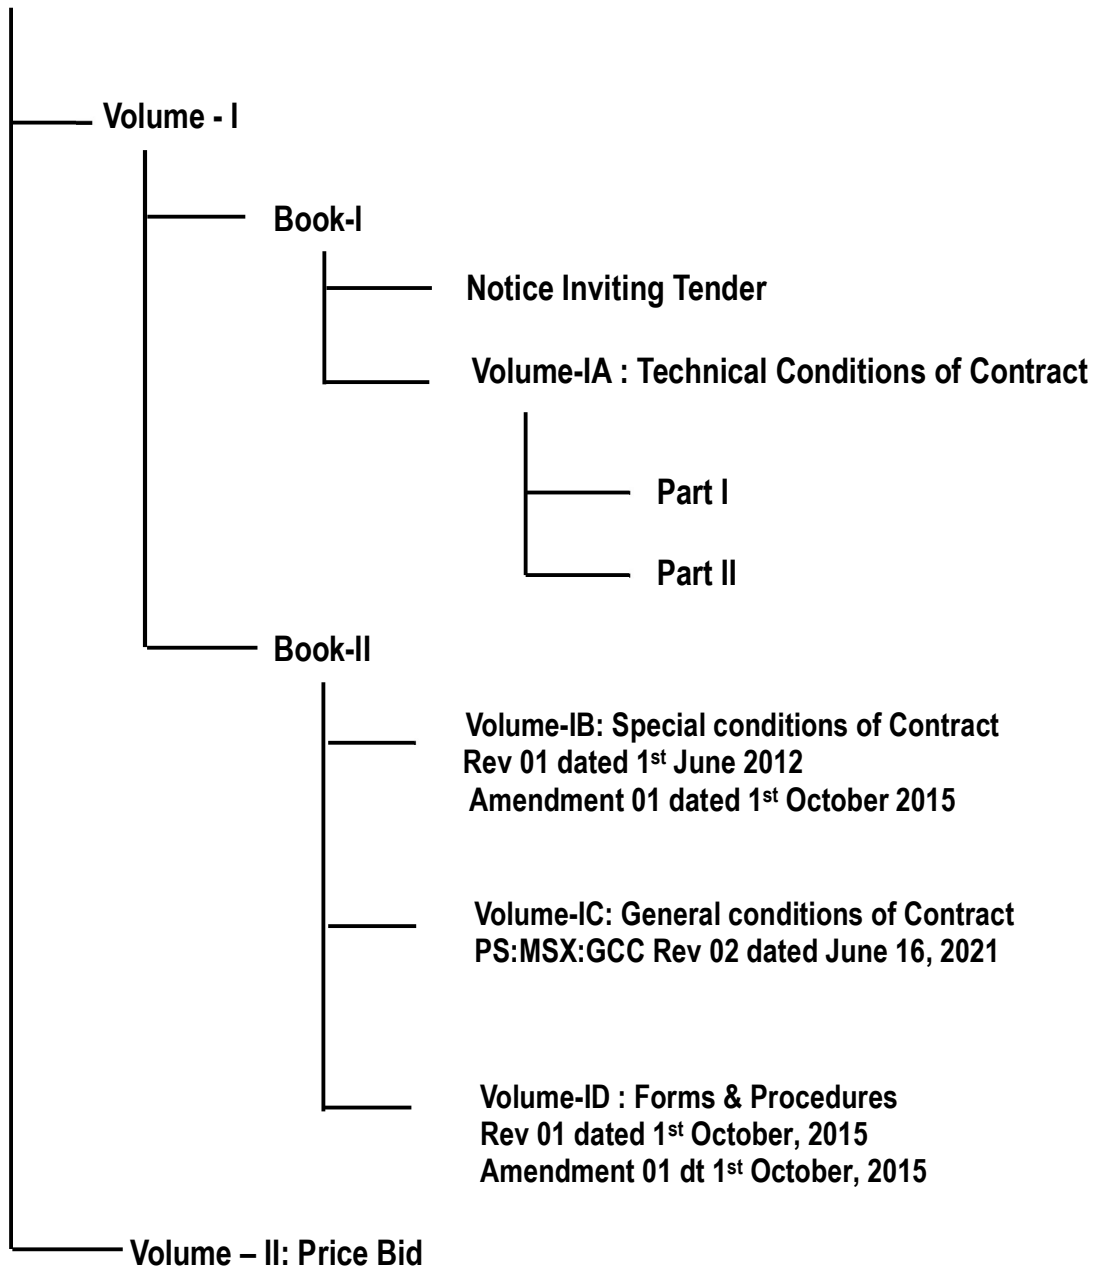 Volume - I
Book-I
Notice Inviting Tender
Volume-IA : Technical Conditions of Contract
Part I
Part II
Book-II
Volume-IB: Special conditions of Contract
Rev 01 dated 1st June 2012
Amendment 01 dated 1st October 2015
Volume-IC: General conditions of Contract
PS:MSX:GCC Rev 02 dated June 16, 2021
Volume-ID : Forms & Procedures
Rev 01 dated 1st October, 2015
Amendment 01 dt 1st October, 2015
Volume – II: Price Bid